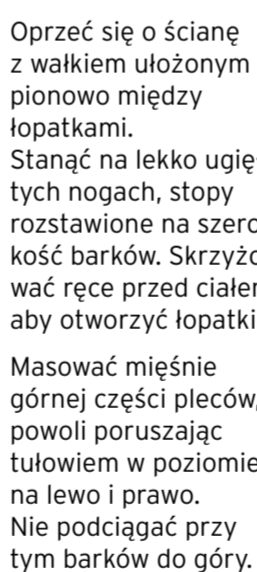 Oprzeć się o ścianę
z wałkiem ułożonym
pionowo między
łopatkami.
Stanąć na lekko ugię
tych nogach, stopy
rozstawione na szero
kość barków. Skrzyżo
wać ręce przed ciałem
aby otworzyć łopatki
Masować mięśnie
górnej części pleców,
powoli poruszając
tułowiem w poziomie
na lewo i prawo.
Nie podciągać przy
tym barków do góry.